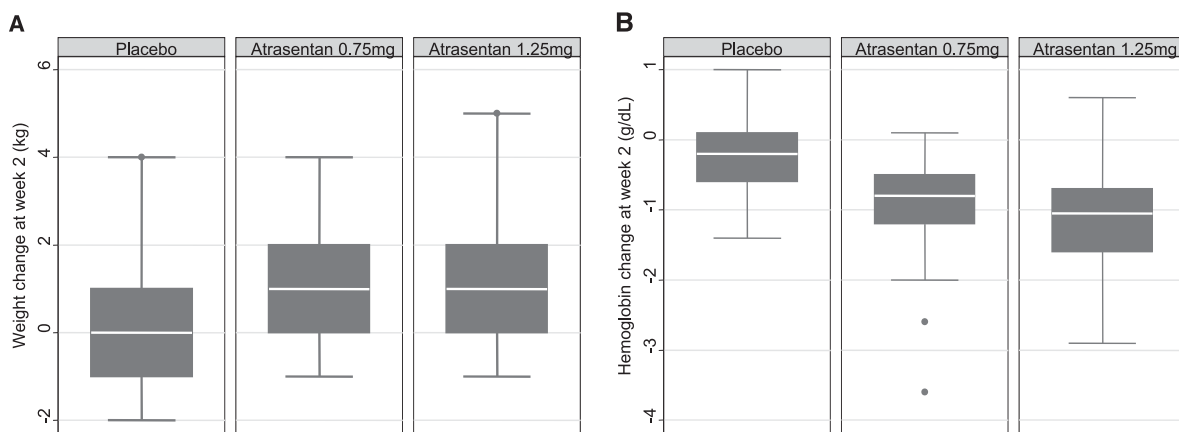 A
Placebo
Atrasentan 0.75mg
Atrasentan 1.25mg
Weight change at week 2 (kg)
6
4
2
0
-2
B
Placebo
Atrasentan 0.75mg
Atrasentan 1.25mg
Hemoglobin change at week 2 (g/dL)
1
0
-1
-2
-3
-4